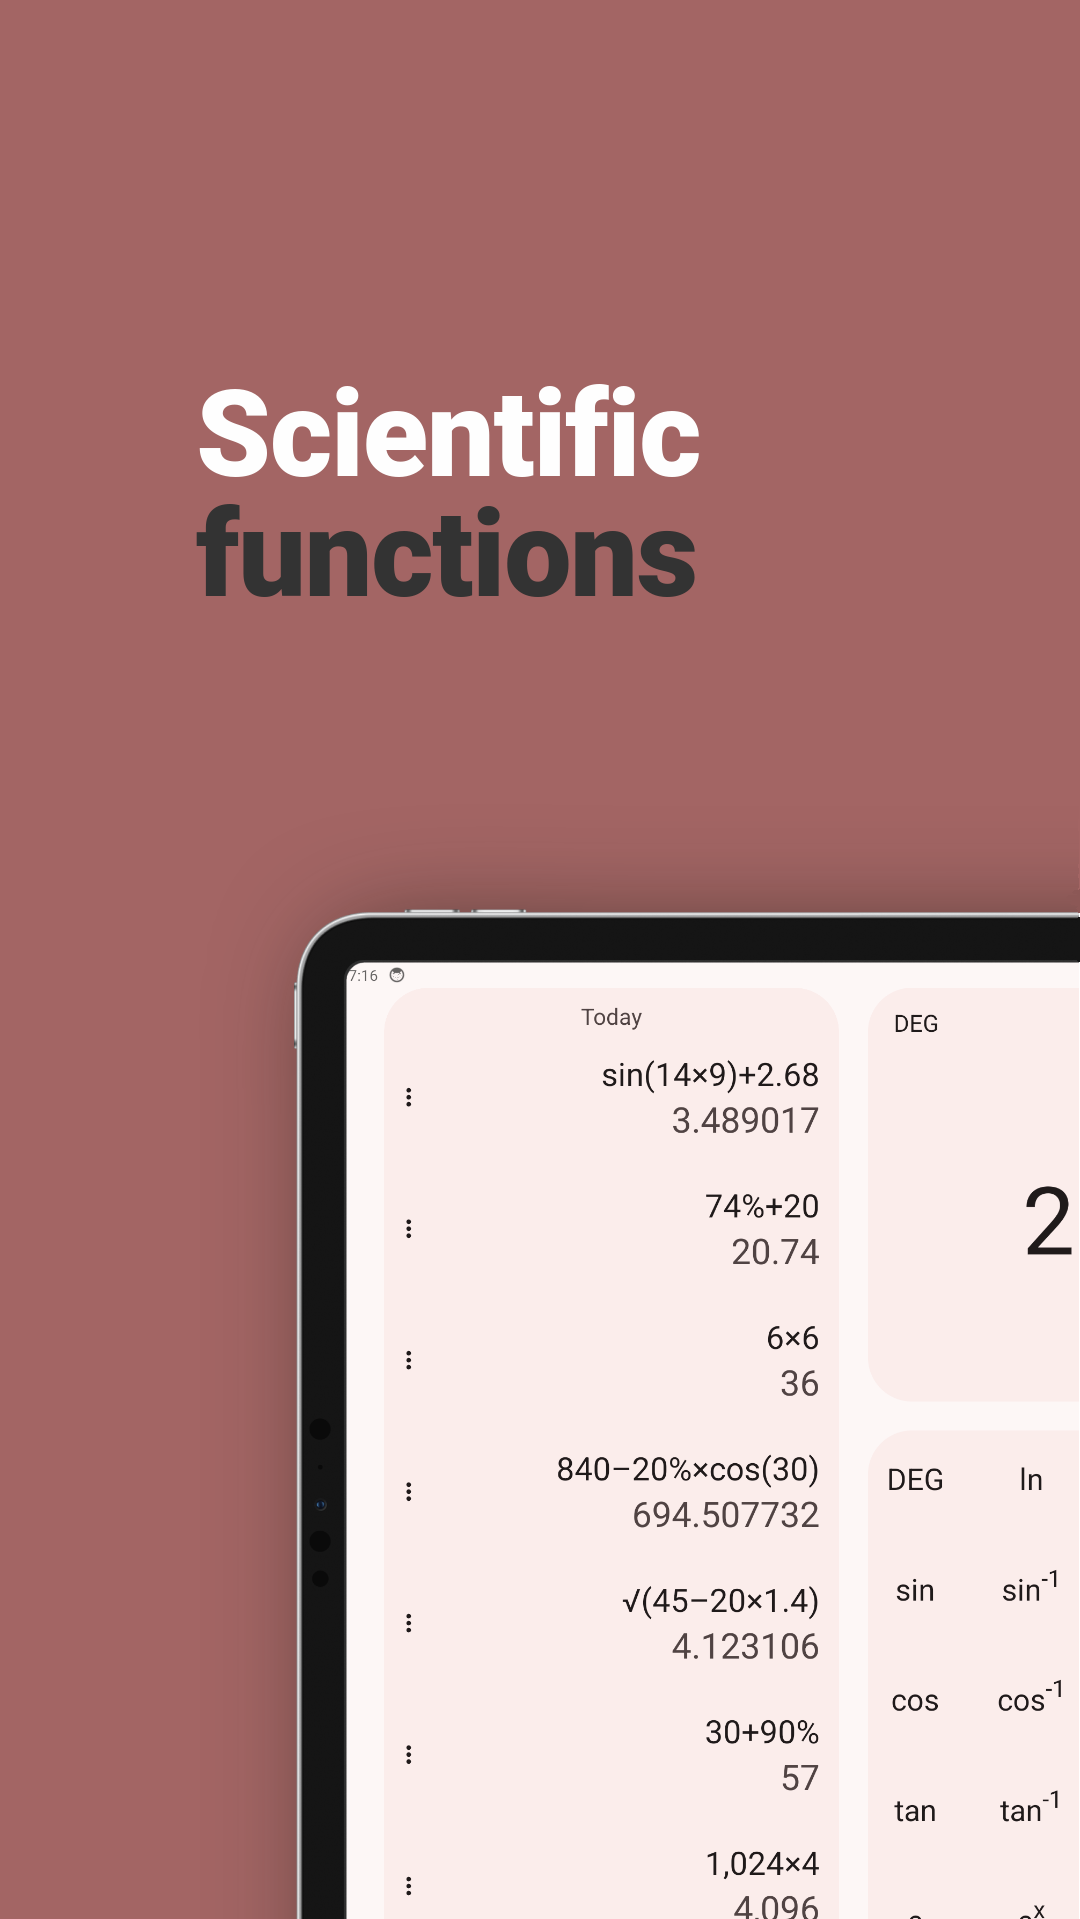 Scientific
functions
7:16
Today
sin(14×9)+2.68
3.489017
74%+20
20.74
6×6
36
840−20%×cos(30)
694.507732
√(45−20×1.4)
4.123106
30+90%
57
1,024×4
4,096
DEG
2
DEG ln
sin sin⁻¹
cos cos⁻¹
tan tan⁻¹